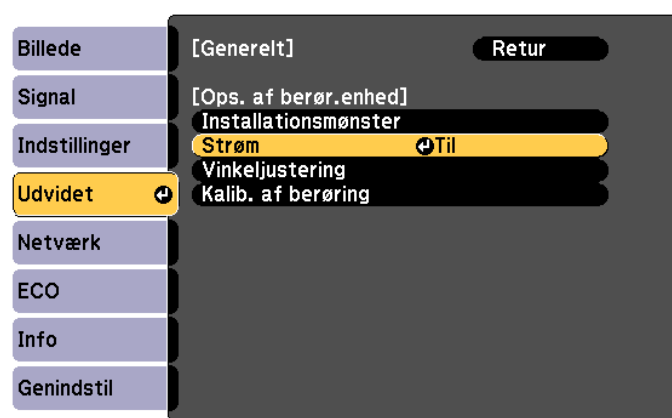 Billede
Signal
Indstillinger
Udvidet
Netværk
ECO
Info
Genindstil
[Generelt] Retur
[Ops. af berør.enhed]
Installationsmønster
Strøm Til
Vinkeljustering
Kalib. af berøring